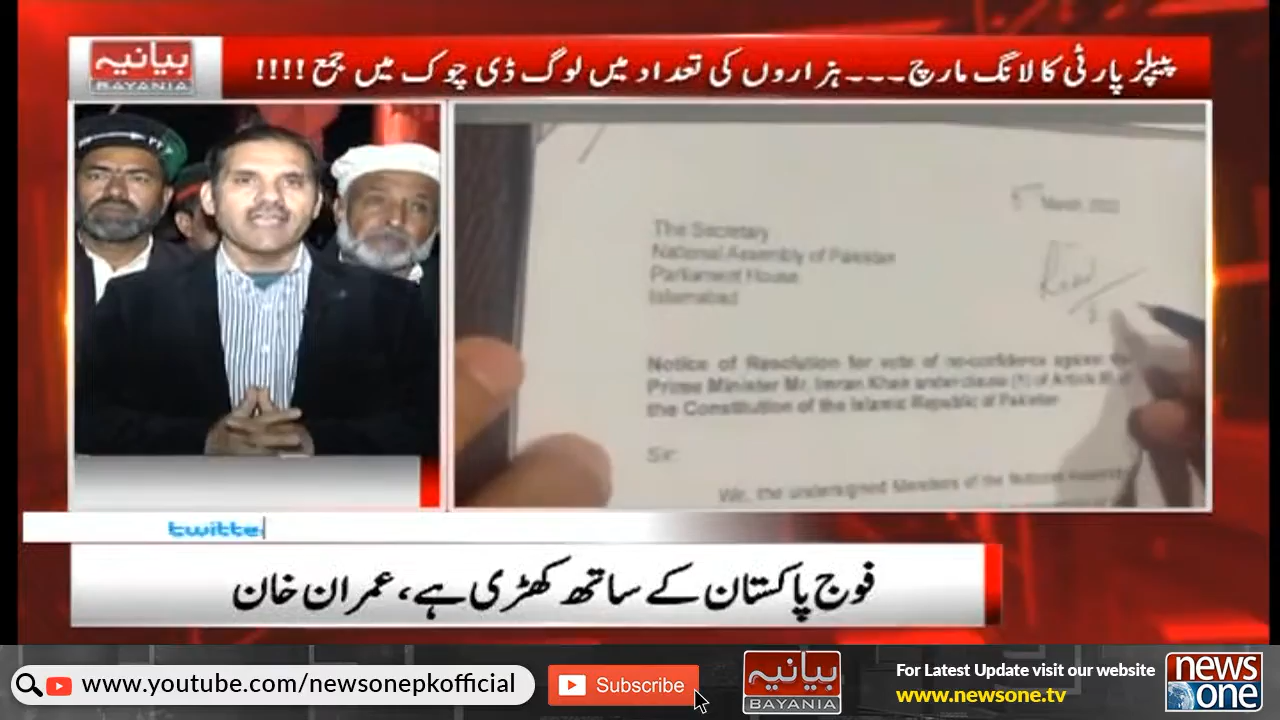 بیانیہ
BAYANIA
پیپلز پارٹی کا لانگ مارچ ۔۔۔ ہزاروں کی تعداد میں لوگ ڈی چوک میں جمع !!!!
March, 2022
The Secretary
National Assembly of Pakistan
Parliament House
Islamabad
Notice of Resolution for vote of no-confidence against the
Prime Minister Mr. Imran Khan under clause (1) of Article of
the Constitution of the Islamic Republic of Pakistan
Sir:
We, the undersigned Members of the National Assembly
twitte
فوج پاکستان کے ساتھ کھڑی ہے، عمران خان
www.youtube.com/newsonepkofficial
Subscribe
بیانیہ
BAYANIA
For Latest Update visit our website
www.newsone.tv
news
one